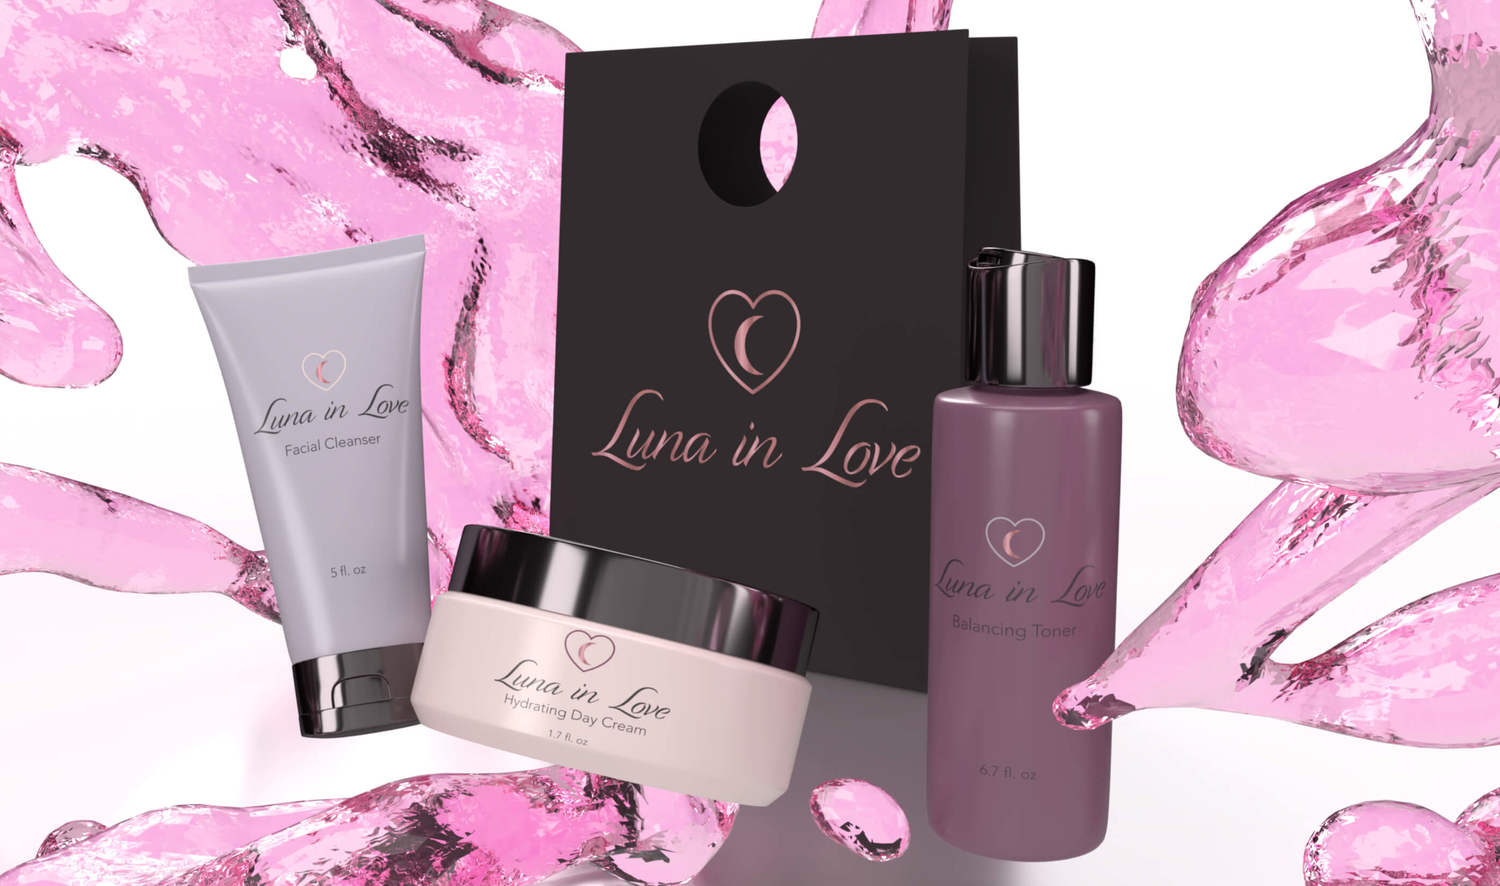 Luna in Love
Facial Cleanser
5 fl. oz
Luna in Love
Luna in Love
Hydrating Day Cream
1.7 fl. oz
Luna in Love
Balancing Toner
6.7 fl. oz